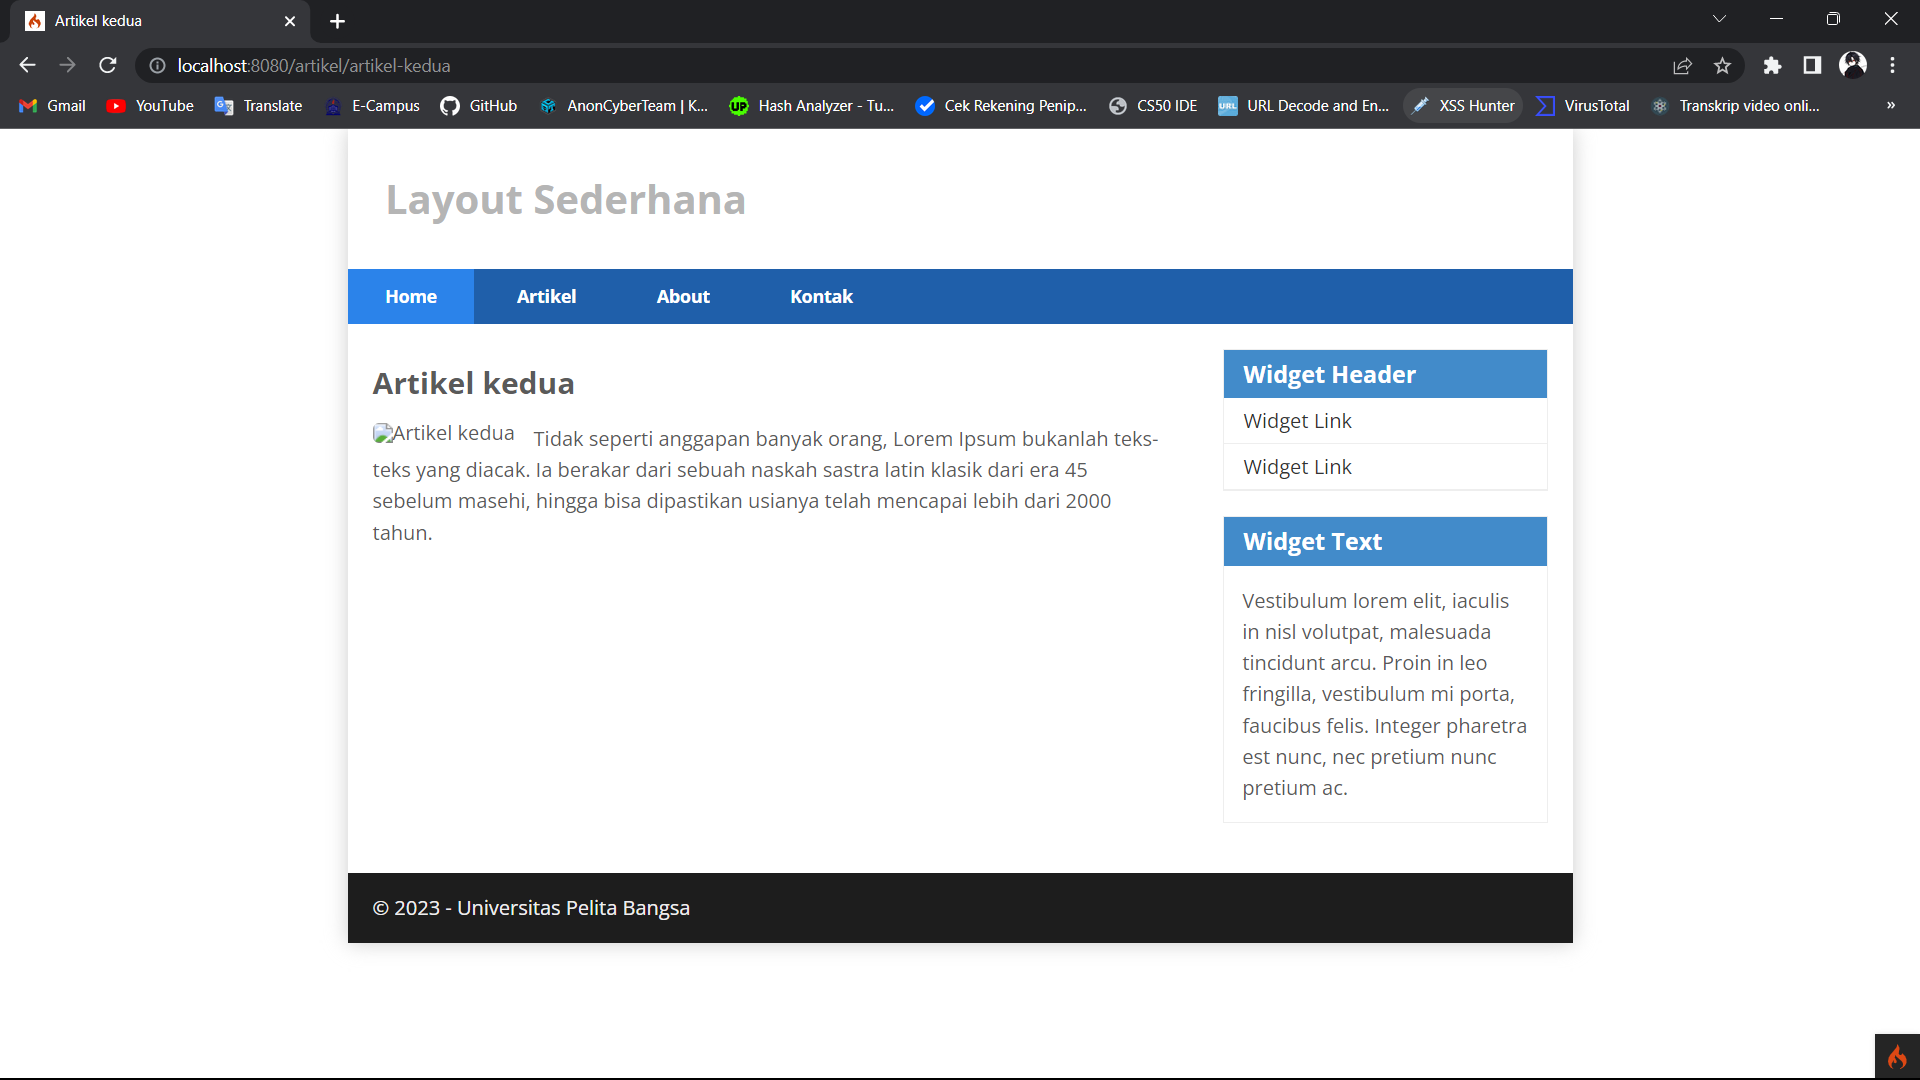 Artikel kedua
localhost:8080/artikel/artikel-kedua
Gmail
YouTube
Translate
E-Campus
GitHub
AnonCyberTeam | K...
Hash Analyzer - Tu...
Cek Rekening Penip...
CS50 IDE
URL Decode and En...
XSS Hunter
VirusTotal
Transkrip video onli...
»
Layout Sederhana
Home
Artikel
About
Kontak
Artikel kedua
Artikel kedua Tidak seperti anggapan banyak orang, Lorem Ipsum bukanlah teks-
teks yang diacak. Ia berakar dari sebuah naskah sastra latin klasik dari era 45
sebelum masehi, hingga bisa dipastikan usianya telah mencapai lebih dari 2000
tahun.
Widget Header
Widget Link
Widget Link
Widget Text
Vestibulum lorem elit, iaculis
in nisl volutpat, malesuada
tincidunt arcu. Proin in leo
fringilla, vestibulum mi porta,
faucibus felis. Integer pharetra
est nunc, nec pretium nunc
pretium ac.
© 2023 - Universitas Pelita Bangsa